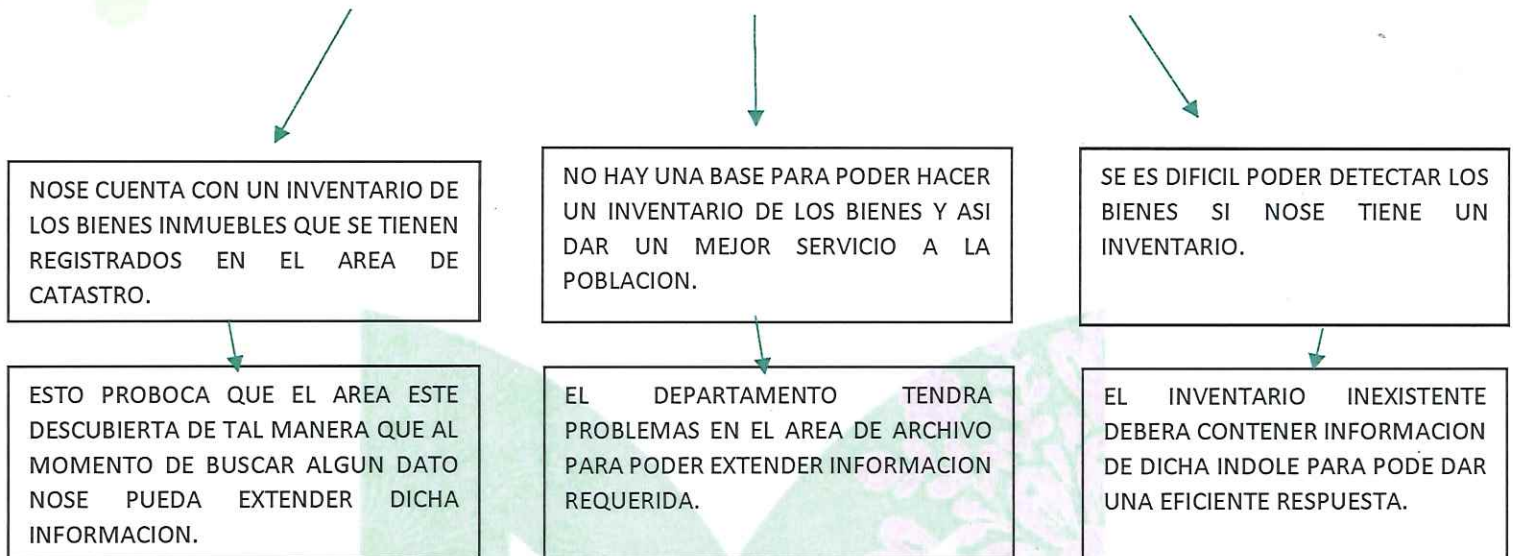 NOSE CUENTA CON UN INVENTARIO DE
LOS BIENES INMUEBLES QUE SE TIENEN
REGISTRADOS EN EL AREA DE
CATASTRO.
NO HAY UNA BASE PARA PODER HACER
UN INVENTARIO DE LOS BIENES Y ASI
DAR UN MEJOR SERVICIO A LA
POBLACION.
SE ES DIFICIL PODER DETECTAR LOS
BIENES SI NOSE TIENE UN
INVENTARIO.
ESTO PROBOCA QUE EL AREA ESTE
DESCUBIERTA DE TAL MANERA QUE AL
MOMENTO DE BUSCAR ALGUN DATO
NOSE PUEDA EXTENDER DICHA
INFORMACION.
EL DEPARTAMENTO TENDRA
PROBLEMAS EN EL AREA DE ARCHIVO
PARA PODER EXTENDER INFORMACION
REQUERIDA.
EL INVENTARIO INEXISTENTE
DEBERA CONTENER INFORMACION
DE DICHA INDOLE PARA PODE DAR
UNA EFICIENTE RESPUESTA.